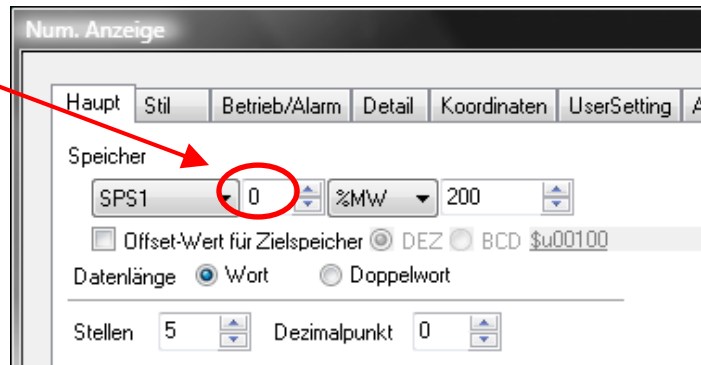 Num. Anzeige
Haupt Stil Betrieb/Alarm Detail Koordinaten UserSetting A
Speicher
SPS1 0 %MW 200
Offset-Wert für Zielspeicher DEZ BCD $u00100
Datenlänge Wort Doppelwort
Stellen 5 Dezimalpunkt 0